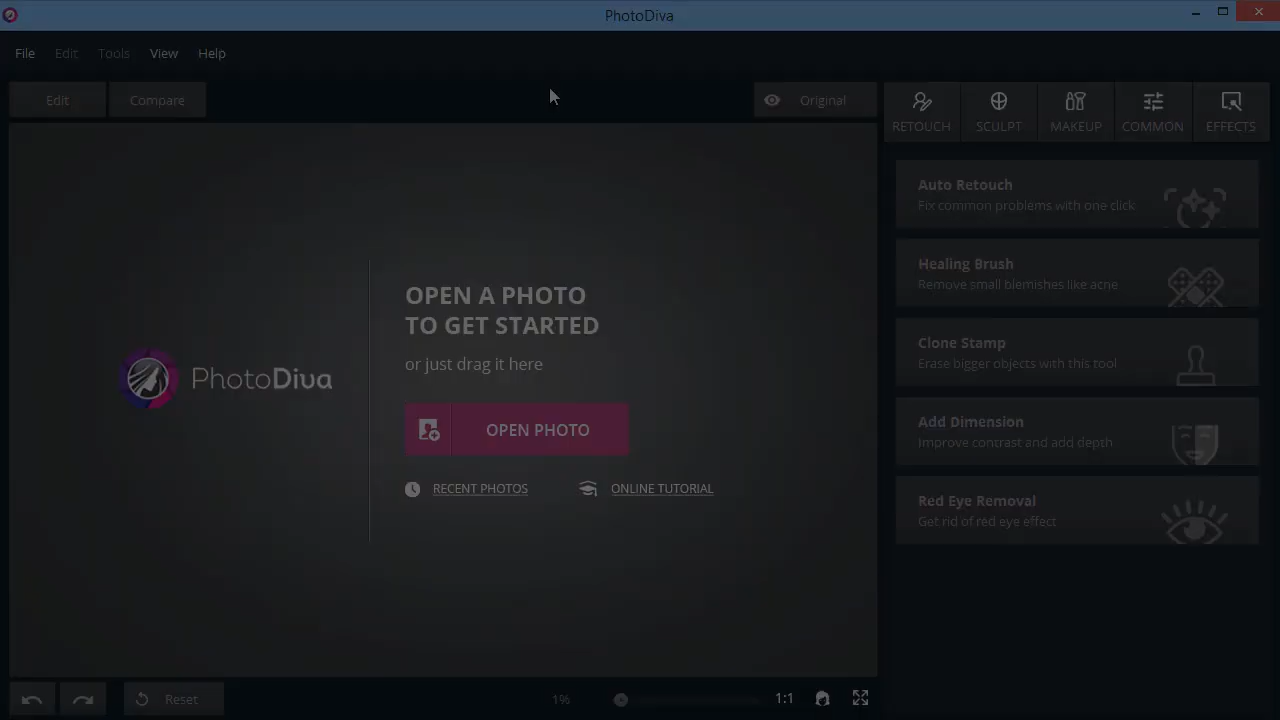 PhotoDiva
File Edit Tools View Help
Edit Compare Original
RETOUCH SCULPT MAKEUP COMMON EFFECTS
Auto Retouch
Fix common problems with one click
Healing Brush
Remove small blemishes like acne
Clone Stamp
Erase bigger objects with this tool
Add Dimension
Improve contrast and add depth
Red Eye Removal
Get rid of red eye effect
PhotoDiva
OPEN A PHOTO
TO GET STARTED
or just drag it here
OPEN PHOTO
RECENT PHOTOS ONLINE TUTORIAL
Reset 1% 1:1